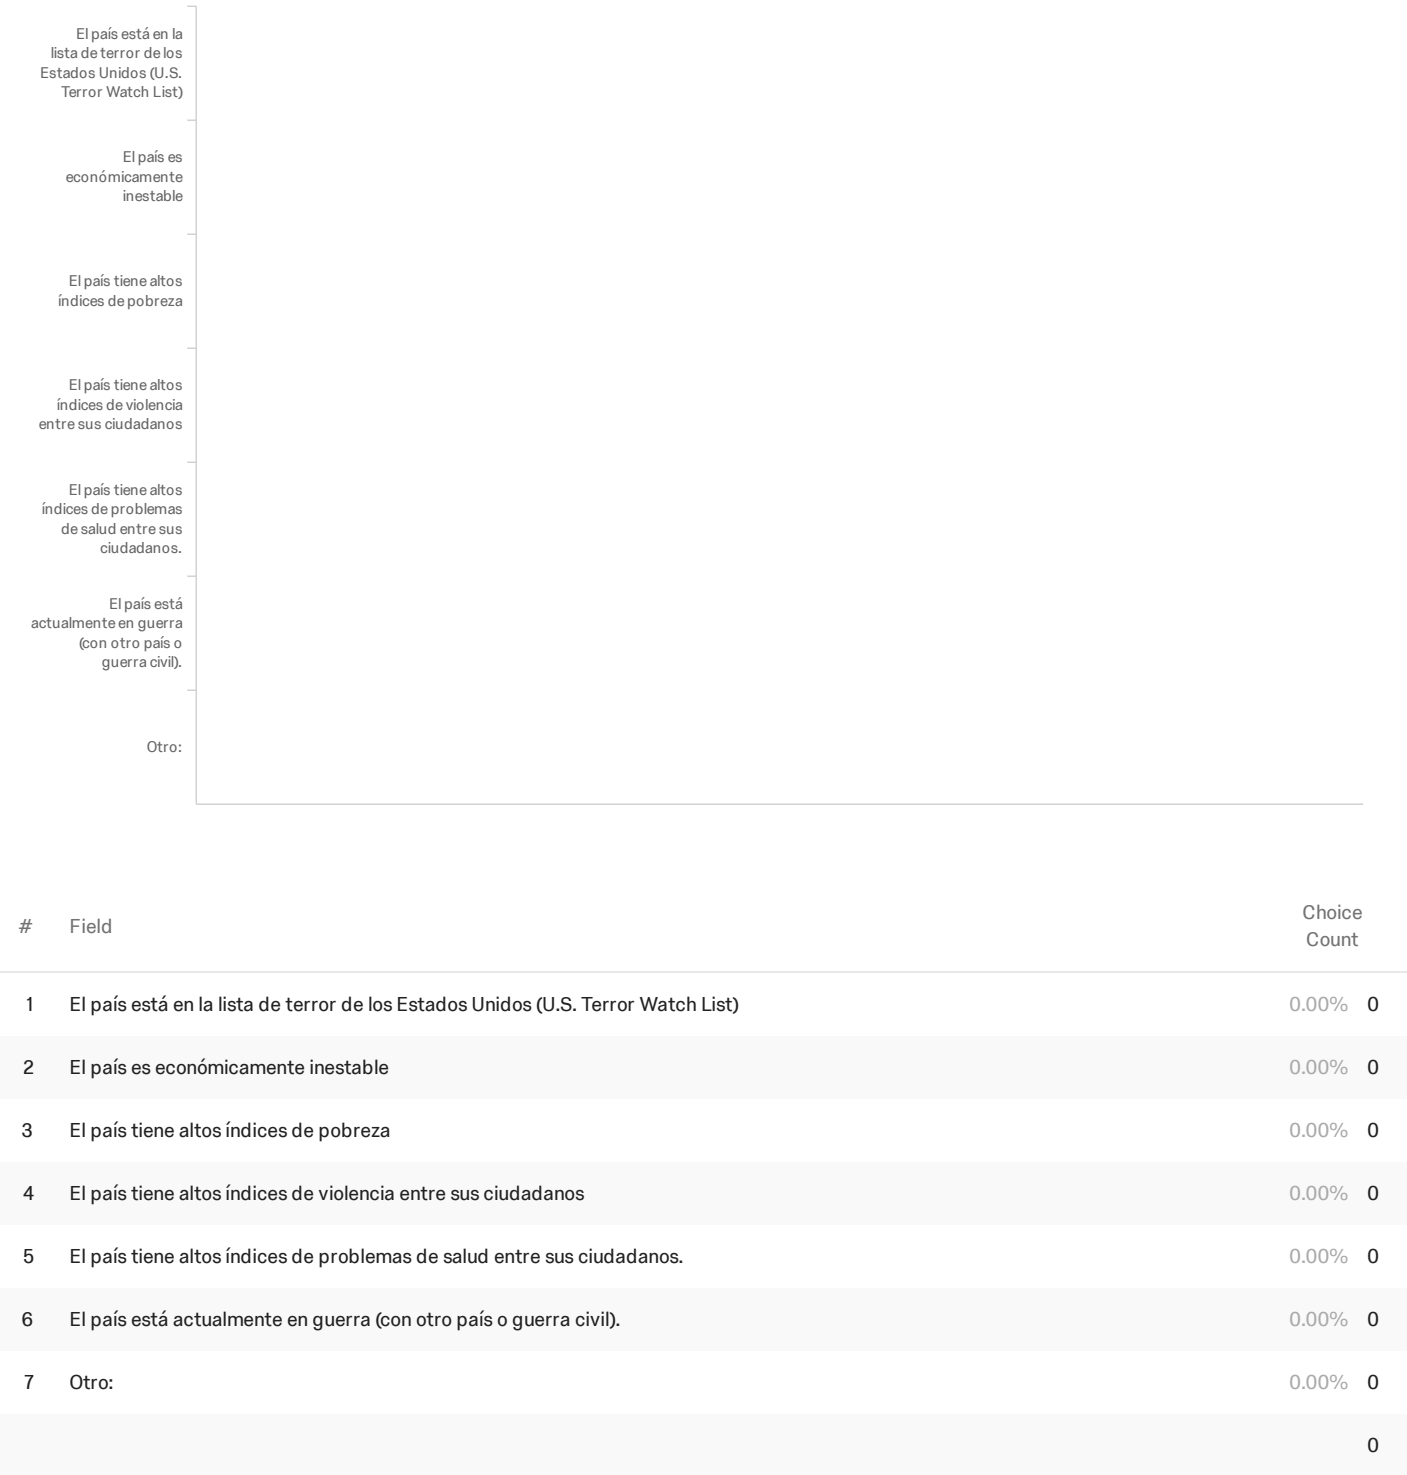 El país está en la
lista de terror de los
Estados Unidos (U.S.
Terror Watch List)
El país es
económicamente
inestable
El país tiene altos
índices de pobreza
El país tiene altos
índices de violencia
entre sus ciudadanos
El país tiene altos
índices de problemas
de salud entre sus
ciudadanos.
El país está
actualmente en guerra
(con otro país o
guerra civil).
Otro:
# Field Choice Count
1 El país está en la lista de terror de los Estados Unidos (U.S. Terror Watch List) 0.00% 0
2 El país es económicamente inestable 0.00% 0
3 El país tiene altos índices de pobreza 0.00% 0
4 El país tiene altos índices de violencia entre sus ciudadanos 0.00% 0
5 El país tiene altos índices de problemas de salud entre sus ciudadanos. 0.00% 0
6 El país está actualmente en guerra (con otro país o guerra civil). 0.00% 0
7 Otro: 0.00% 0
0